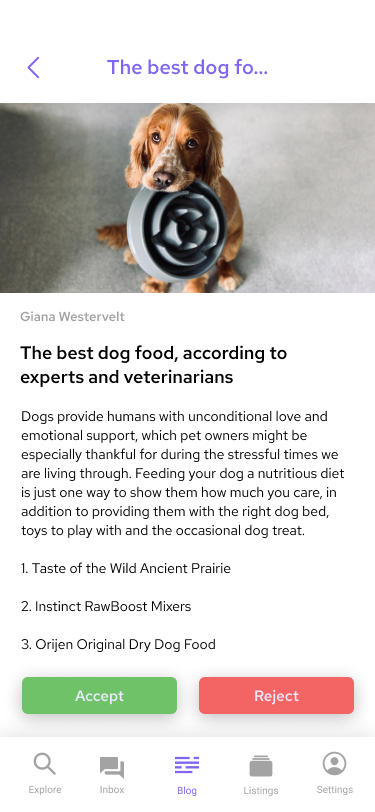 The best dog fo...
Giana Westervelt
The best dog food, according to
experts and veterinarians
Dogs provide humans with unconditional love and
emotional support, which pet owners might be
especially thankful for during the stressful times we
are living through. Feeding your dog a nutritious diet
is just one way to show them how much you care, in
addition to providing them with the right dog bed,
toys to play with and the occasional dog treat.
1. Taste of the Wild Ancient Prairie
2. Instinct RawBoost Mixers
3. Orijen Original Dry Dog Food
Accept Reject
Explore Inbox Blog Listings Settings